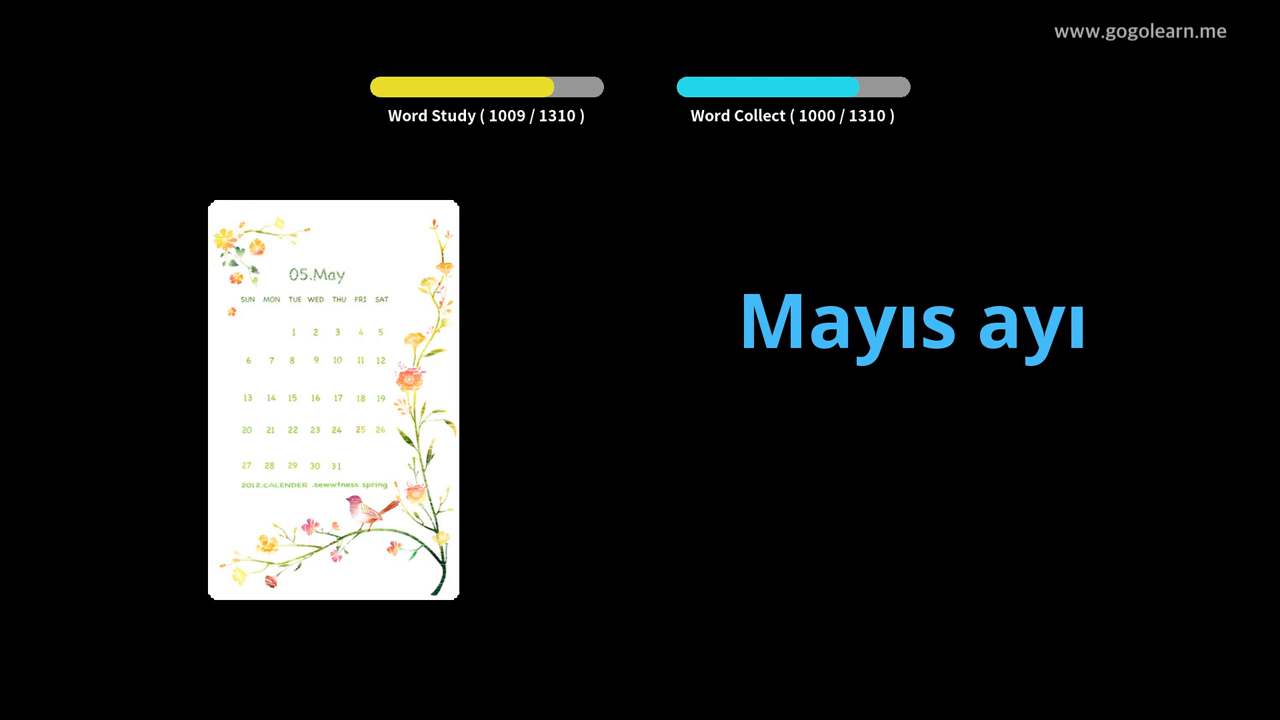 www.gogolearn.me
Word Study ( 1009 / 1310 )
Word Collect ( 1000 / 1310 )
05.May
SUN MON TUE WED THU FRI SAT
1 2 3 4 5
6 7 8 9 10 11 12
13 14 15 16 17 18 19
20 21 22 23 24 25 26
27 28 29 30 31
2012.CALENDER .sewwtness spring
Mayıs ayı